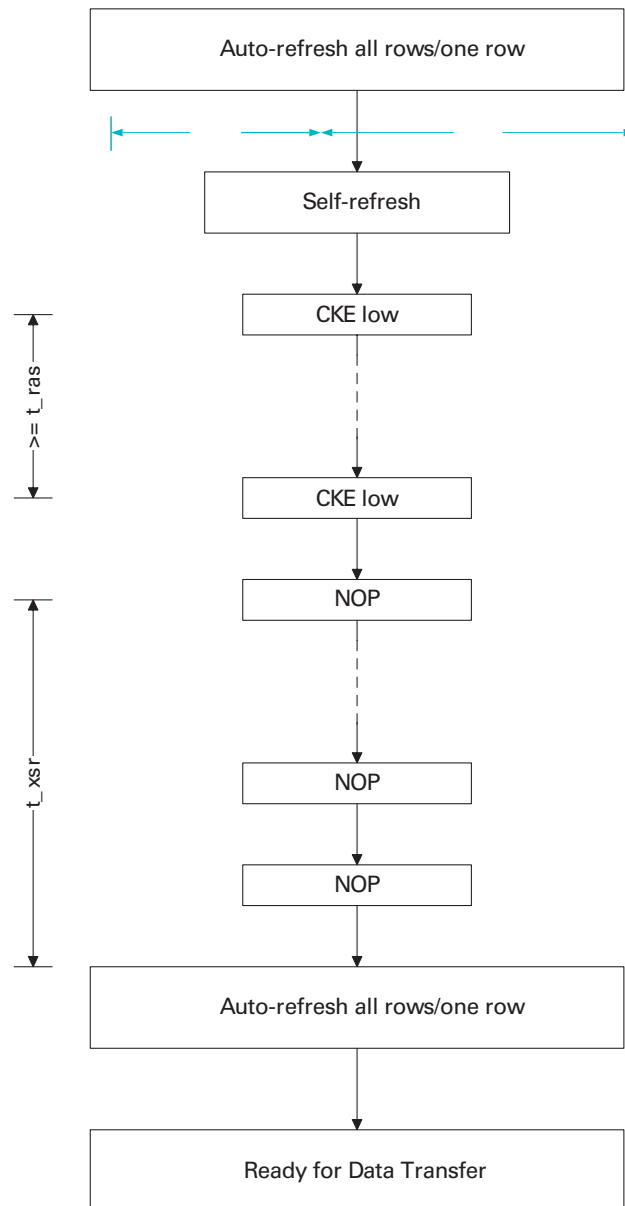 Auto-refresh all rows/one row
Self-refresh
CKE low
>= t_ras
CKE low
NOP
t_xsr
NOP
NOP
Auto-refresh all rows/one row
Ready for Data Transfer